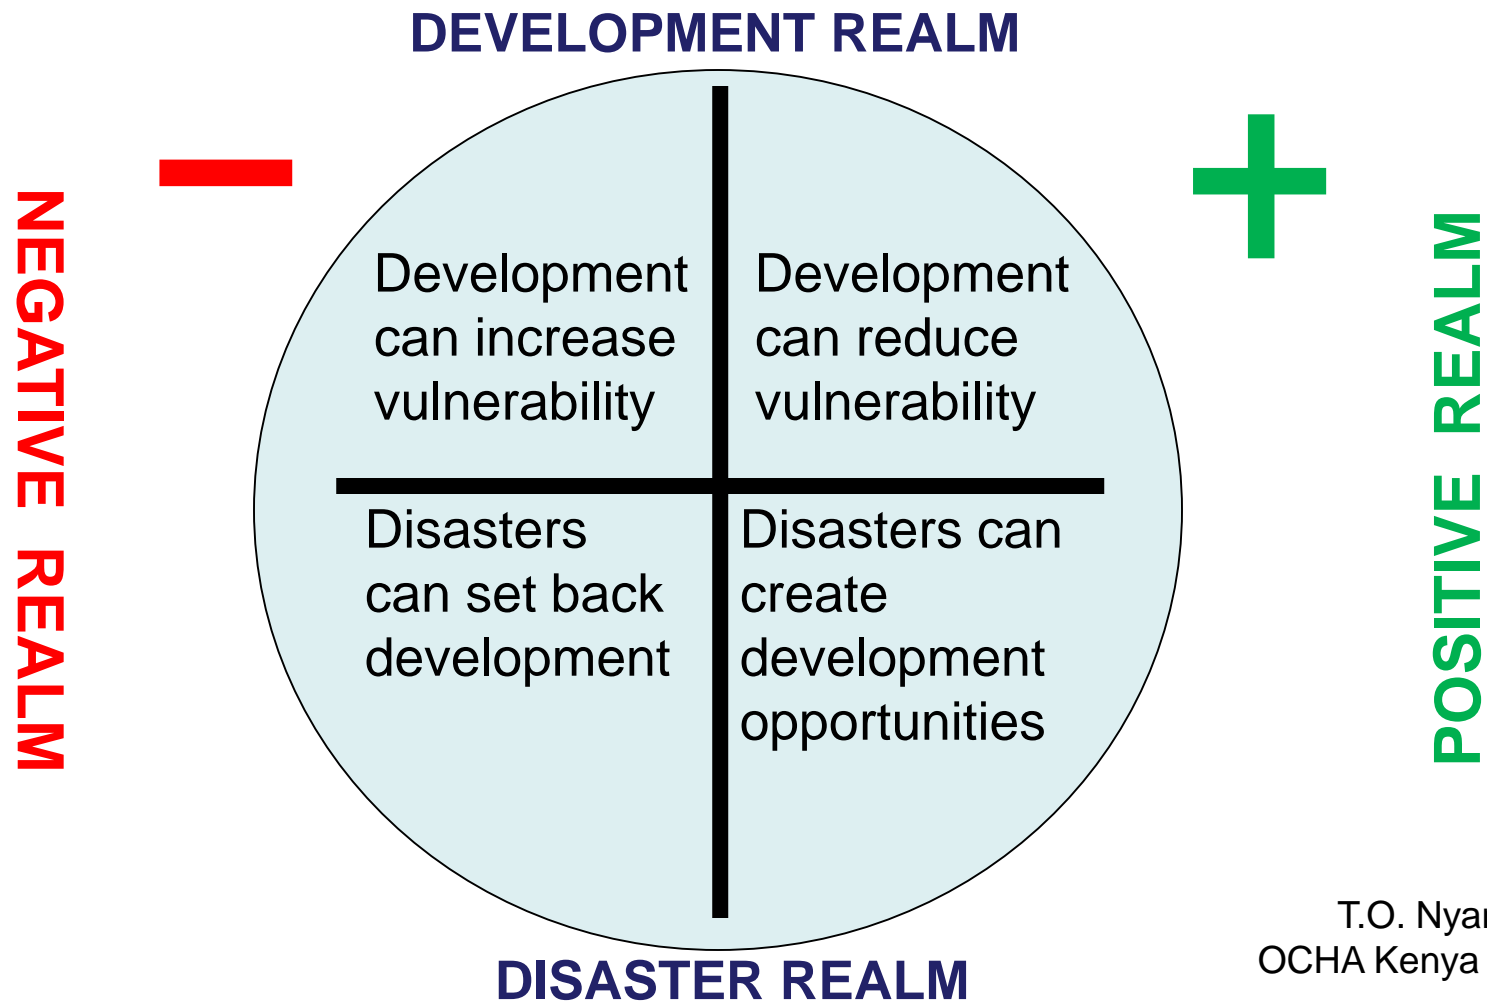 DEVELOPMENT REALM
NEGATIVE REALM
Development
can increase
vulnerability
Development
can reduce
vulnerability
Disasters
can set back
development
Disasters can
create
development
opportunities
POSITIVE REALM
DISASTER REALM
T.O.
OCHA Kenya